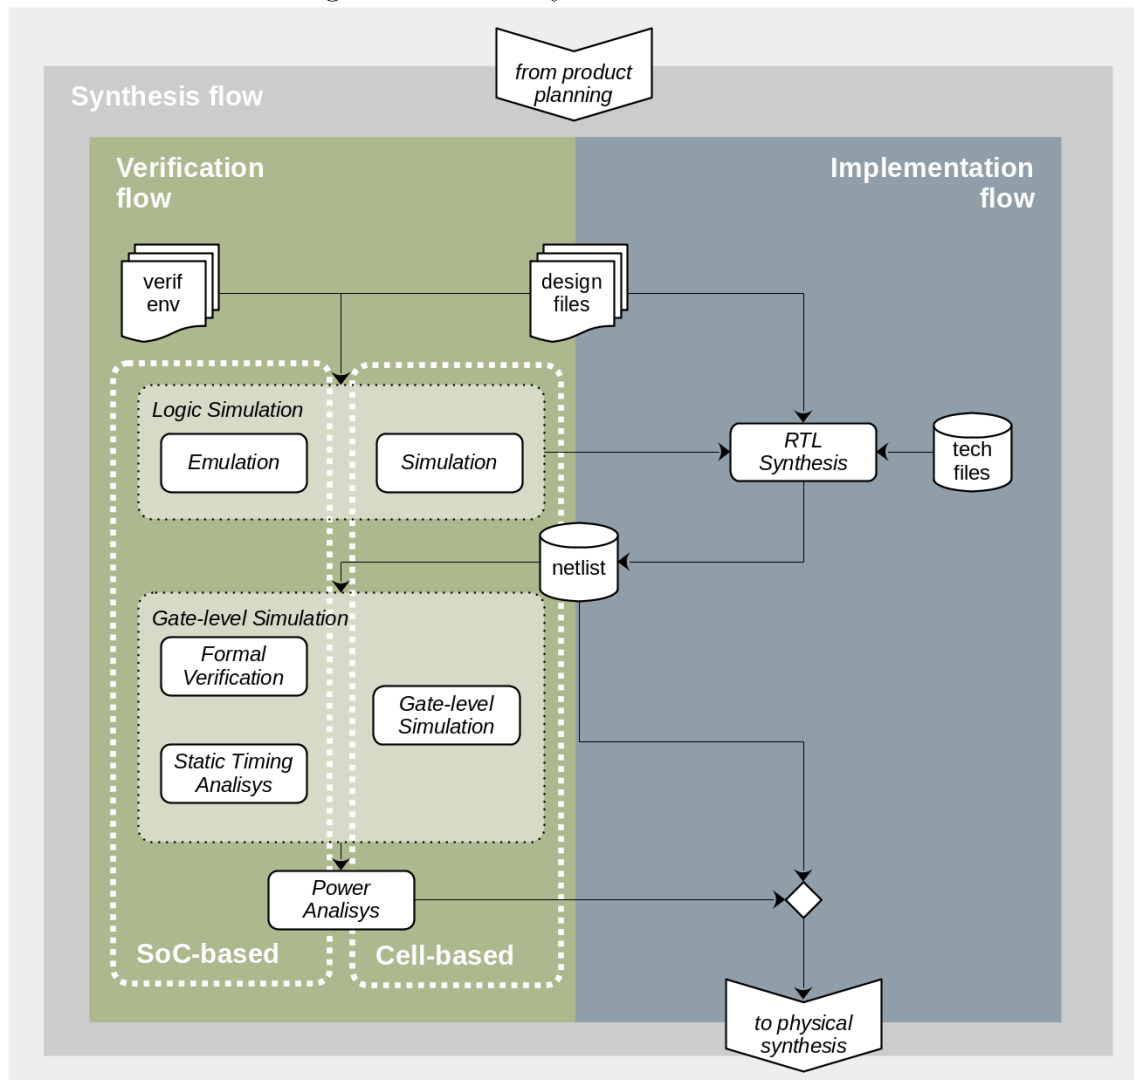 from product
planning
Synthesis flow
Verification
flow
Implementation
flow
verif
env
design
files
Logic Simulation
Emulation
Simulation
RTL
Synthesis
tech
files
netlist
Gate-level Simulation
Formal
Verification
Gate-level
Simulation
Static Timing
Analisys
Power
Analisys
SoC-based
Cell-based
to physical
synthesis